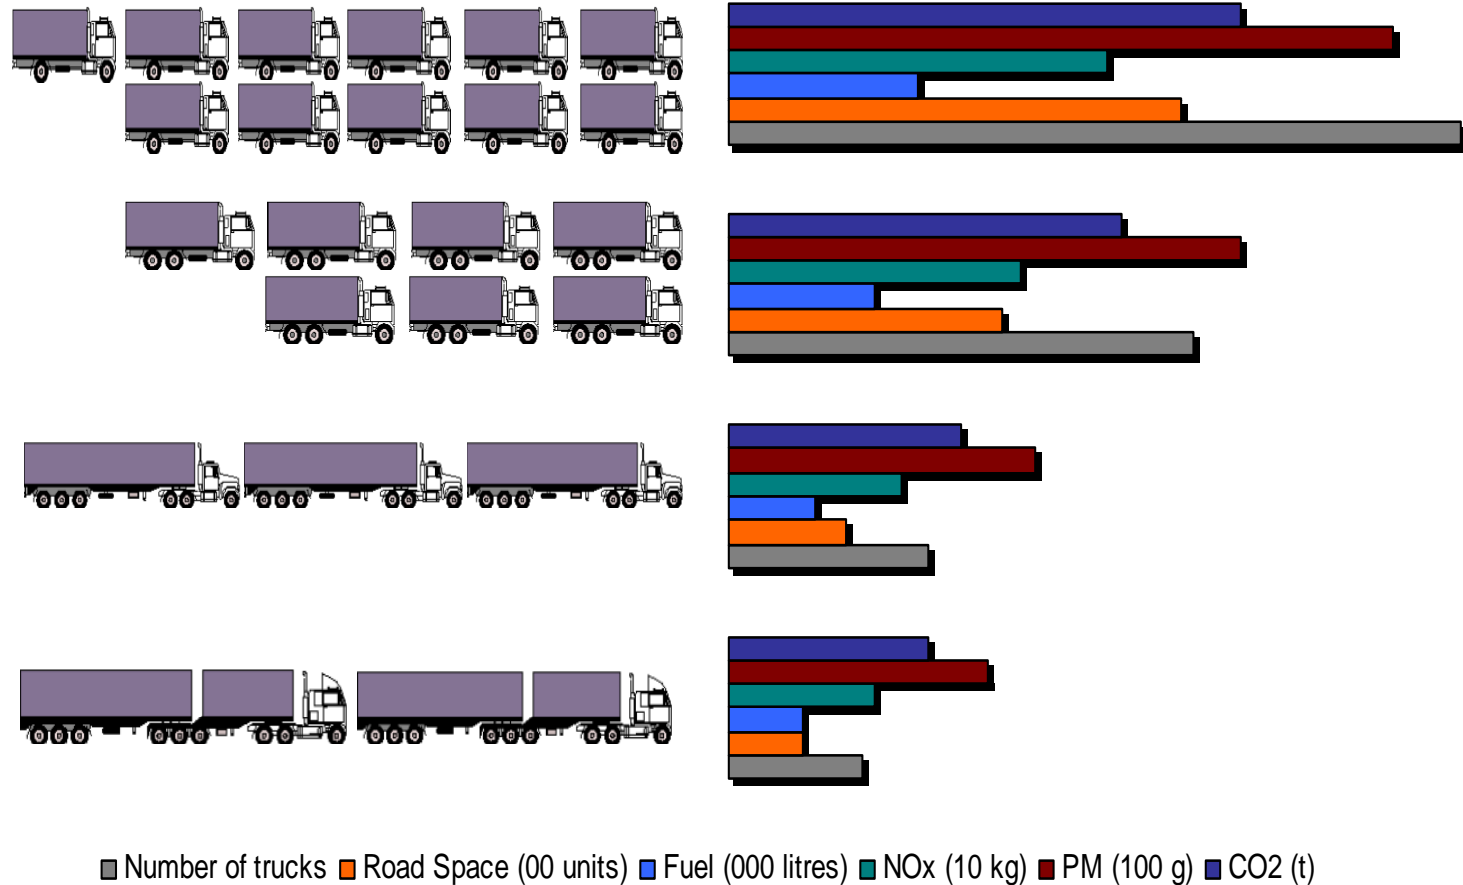 Number of trucks Road Space (00 units) Fuel (000 litres) NOx (10 kg) PM (100 g) CO2 (t)